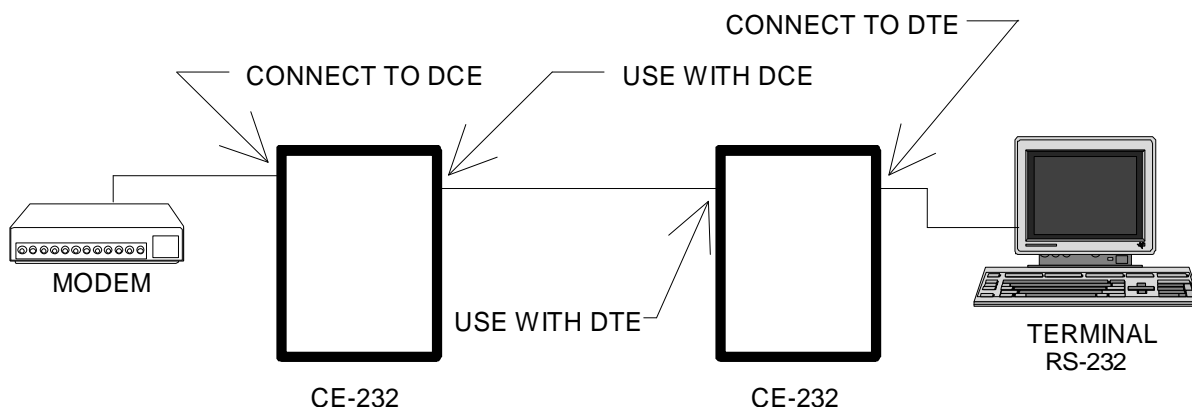 CONNECT TO DTE
CONNECT TO DCE
USE WITH DCE
MODEM
USE WITH DTE
TERMINAL
RS-232
CE-232
CE-232